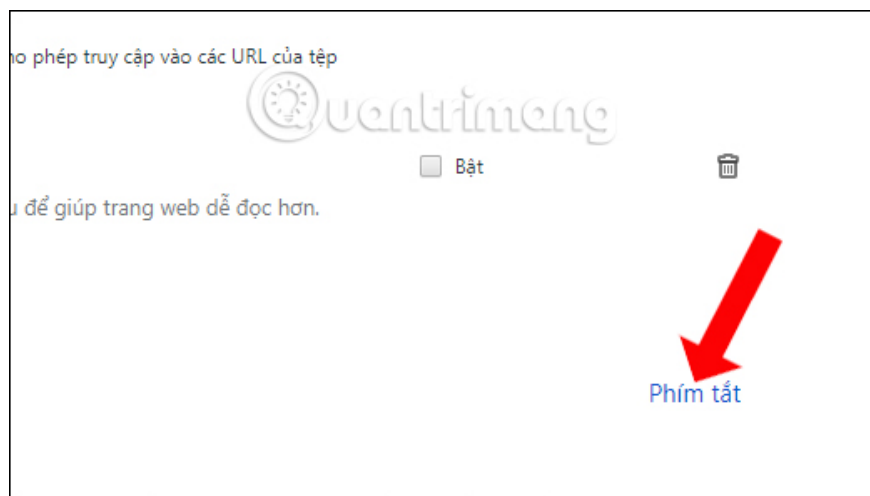 ho phép truy cập vào các URL của tệp
Quantrimang
Bật
để giúp trang web dễ đọc hơn.
Phím tắt